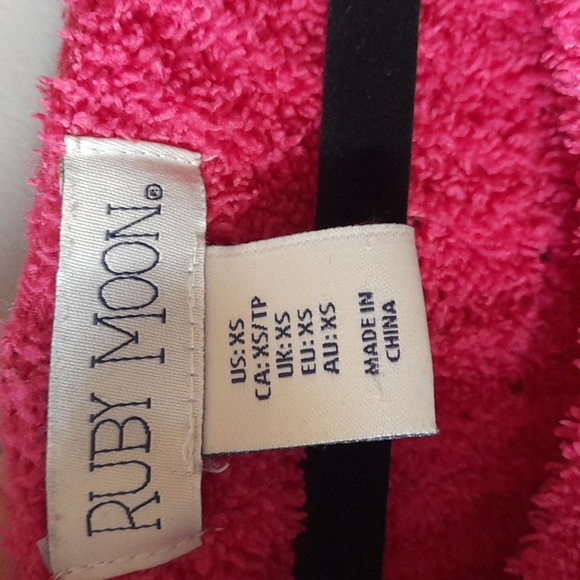 RUBY MOON®
US: XS
CA: XS/TP
UK: XS
EU: XS
AU: XS
MADE IN
CHINA